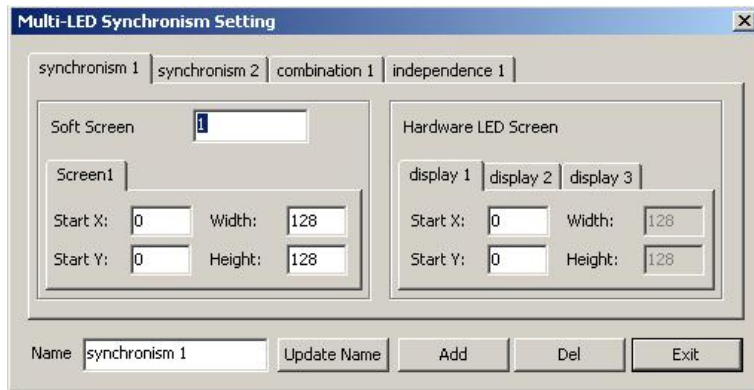 Multi-LED Synchronism Setting
synchronism 1 synchronism 2 combination 1 independence 1
Soft Screen 1
Screen1
Start X: 0 Width: 128
Start Y: 0 Height: 128
Hardware LED Screen
display 1 display 2 display 3
Start X: 0 Width: 128
Start Y: 0 Height: 128
Name synchronism 1 Update Name Add Del Exit